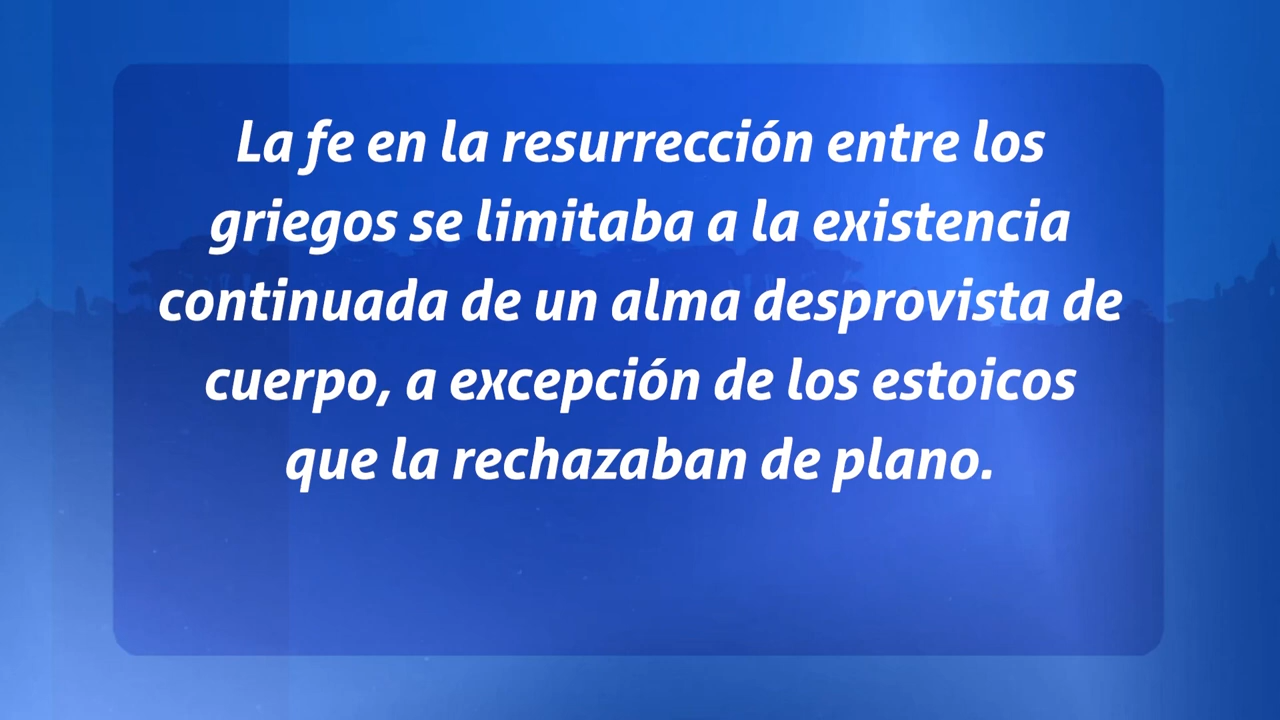 La fe en la resurrección entre los
griegos se limitaba a la existencia
continuada de un alma desprovista de
cuerpo, a excepción de los estoicos
que la rechazaban de plano.